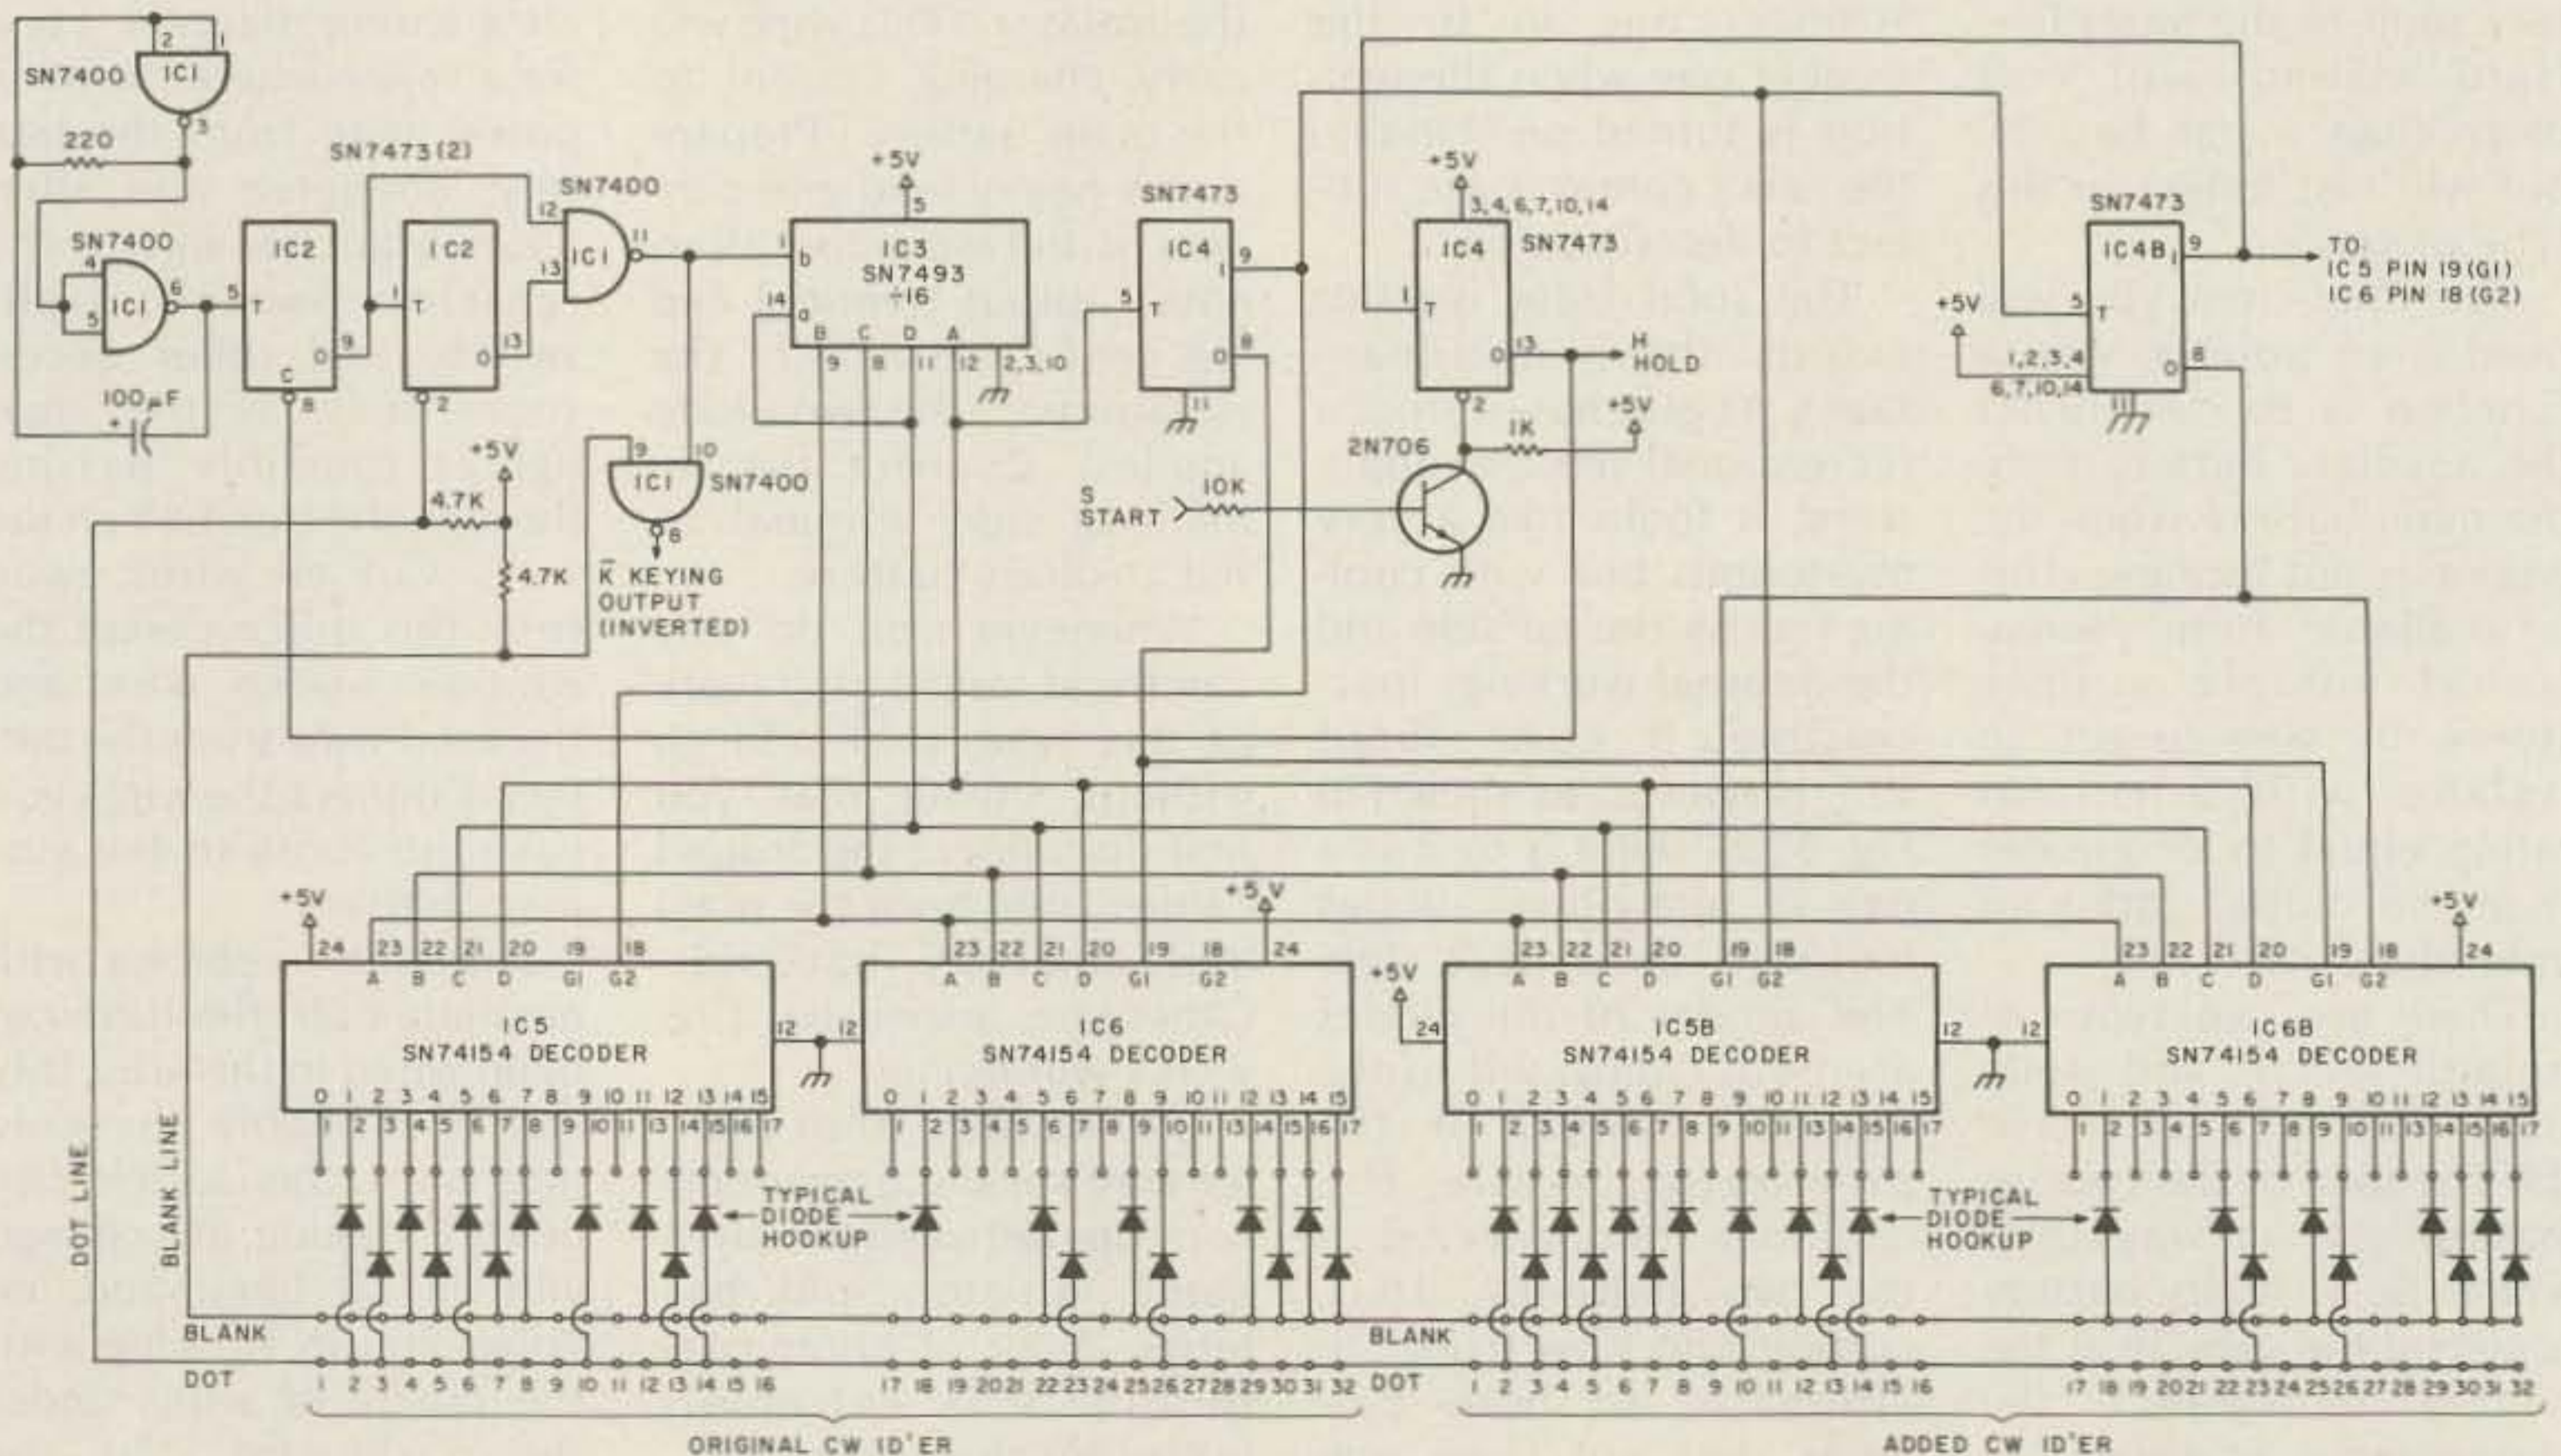 SN7400
2 1
IC1
3
220
SN7400
4
5
IC1
6
100µF
+
SN7473(2)
5
T
IC2
9
0
C
8
1
T
IC2
13
0
2
SN7400
12
13
IC1
11
+5V
4.7K
4.7K
9 10
IC1
SN7400
8
K̅ KEYING
OUTPUT
(INVERTED)
+5V
5
1
b
IC3
SN7493
÷16
14
a
B C D A
9 8 11 12 2,3,10
SN7473
IC4
9
1
5
T
8
0
11
+5V
3,4,6,7,10,14
IC4
SN7473
1
T
13
0
H
HOLD
2
1K
+5V
2N706
S
START
10K
SN7473
IC4B
9
1
TO
IC5 PIN 19 (G1)
IC6 PIN 18 (G2)
+5V
5
T
1,2,3,4
6,7,10,14
8
0
11
+5V
24 23 22 21 20 19 18
A B C D G1 G2
IC5
SN74154 DECODER
12
0 1 2 3 4 5 6 7 8 9 10 11 12 13 14 15
1 2 3 4 5 6 7 8 9 10 11 13 14 15 16 17
+5V
23 22 21 20 19 18 24
A B C D G1 G2
12
IC6
SN74154 DECODER
0 1 2 3 4 5 6 7 8 9 10 11 12 13 14 15
1 2 3 4 5 6 7 8 9 10 11 13 14 15 16 17
+5V
24
23 22 21 20 19 18
A B C D G1 G2
IC5B
SN74154 DECODER
12
0 1 2 3 4 5 6 7 8 9 10 11 12 13 14 15
1 2 3 4 5 6 7 8 9 10 11 13 14 15 16 17
+5V
23 22 21 20 19 18 24
A B C D G1 G2
12
IC6B
SN74154 DECODER
0 1 2 3 4 5 6 7 8 9 10 11 12 13 14 15
1 2 3 4 5 6 7 8 9 10 11 13 14 15 16 17
DOT LINE
BLANK LINE
TYPICAL
DIODE
HOOKUP
TYPICAL
DIODE
HOOKUP
BLANK
BLANK
DOT
1 2 3 4 5 6 7 8 9 10 11 12 13 14 15 16
17 18 19 20 21 22 23 24 25 26 27 28 29 30 31 32
DOT
1 2 3 4 5 6 7 8 9 10 11 12 13 14 15 16
17 18 19 20 21 22 23 24 25 26 27 28 29 30 31 32
ORIGINAL CW ID'ER
ADDED CW ID'ER